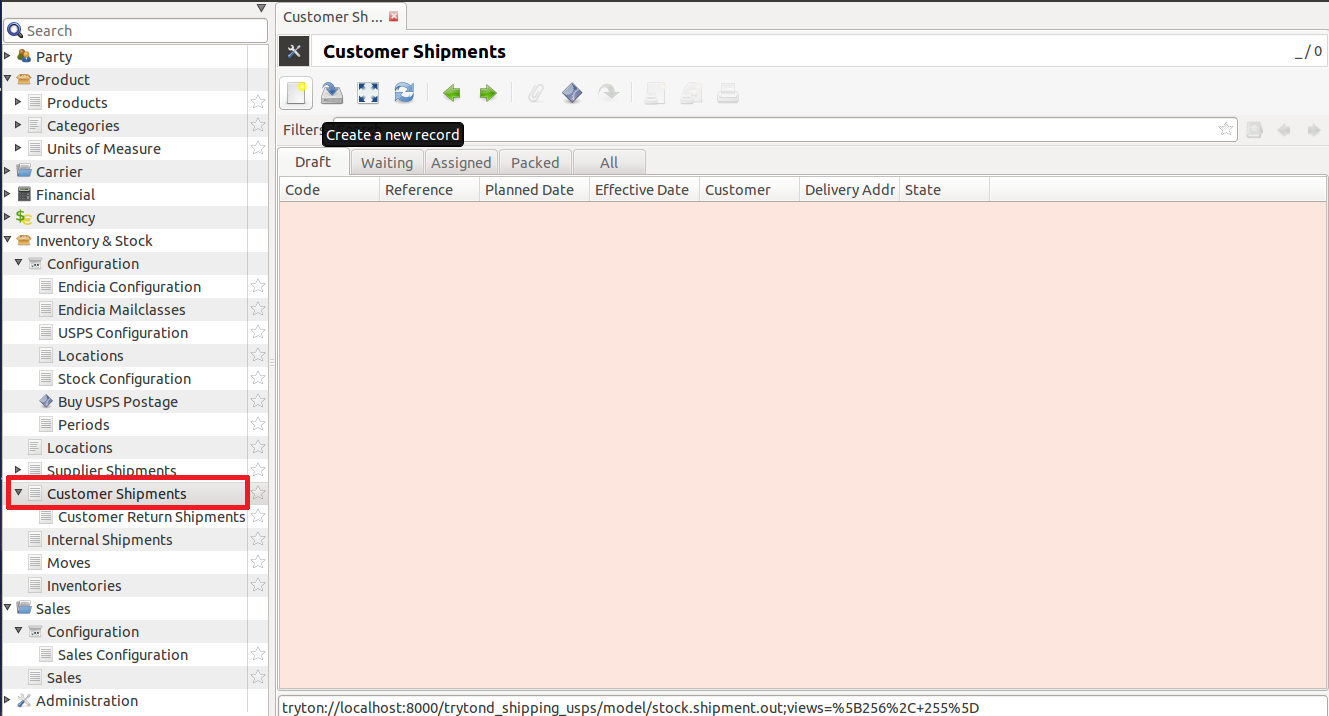 Search
Party
Product
Products
Categories
Units of Measure
Carrier
Financial
Currency
Inventory & Stock
Configuration
Endicia Configuration
Endicia Mailclasses
USPS Configuration
Locations
Stock Configuration
Buy USPS Postage
Periods
Locations
Supplier Shipments
Customer Shipments
Customer Return Shipments
Internal Shipments
Moves
Inventories
Sales
Configuration
Sales Configuration
Sales
Administration
Customer Sh ...
Customer Shipments
_ / 0
Filters
Create a new record
Draft Waiting Assigned Packed All
Code Reference Planned Date Effective Date Customer Delivery Addr State
tryton://localhost:8000/trytond_shipping_usps/model/stock.shipment.out;views=%5B256%2C+255%5D